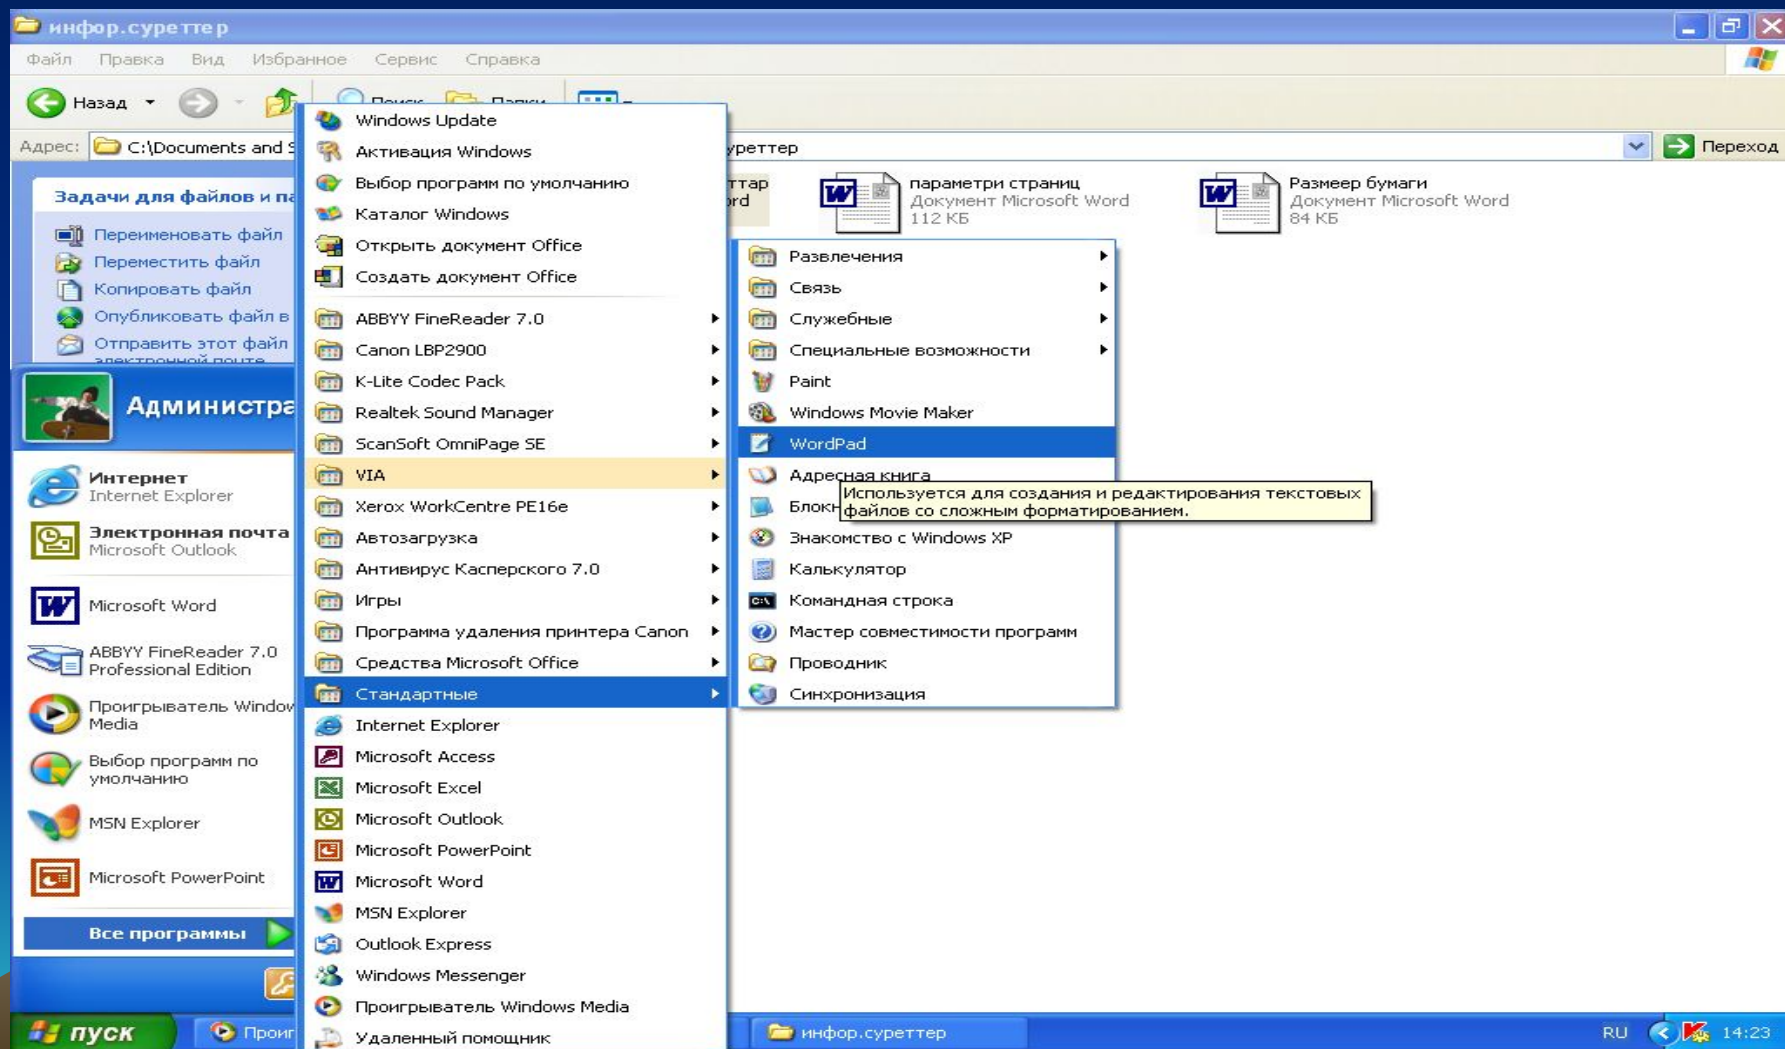 инфор.суреттер
Файл Правка Вид Избранное Сервис Справка
Назад Поиск Папки
Адрес: C:\Documents and S уреттер Переход
Задачи для файлов и па
Переименовать файл
Переместить файл
Копировать файл
Опубликовать файл в
Отправить этот файл
электронной почте
ттар
ord
параметри страниц
Документ Microsoft Word
112 КБ
Размеер бумаги
Документ Microsoft Word
84 КБ
Администра
Интернет
Internet Explorer
Электронная почта
Microsoft Outlook
Microsoft Word
ABBYY FineReader 7.0
Professional Edition
Проигрыватель Window
Media
Выбор программ по
умолчанию
MSN Explorer
Microsoft PowerPoint
Все программы
Windows Update
Активация Windows
Выбор программ по умолчанию
Каталог Windows
Открыть документ Office
Создать документ Office
ABBYY FineReader 7.0
Canon LBP2900
K-Lite Codec Pack
Realtek Sound Manager
ScanSoft OmniPage SE
VIA
Xerox WorkCentre PE16e
Автозагрузка
Антивирус Касперского 7.0
Игры
Программа удаления принтера Canon
Средства Microsoft Office
Стандартные
Internet Explorer
Microsoft Access
Microsoft Excel
Microsoft Outlook
Microsoft PowerPoint
Microsoft Word
MSN Explorer
Outlook Express
Windows Messenger
Проигрыватель Windows Media
Удаленный помощник
Развлечения
Связь
Служебные
Специальные возможности
Paint
Windows Movie Maker
WordPad
Адресная книга
Блокн
Используется для создания и редактирования текстовых
файлов со сложным форматированием.
Знакомство с Windows XP
Калькулятор
Командная строка
Мастер совместимости программ
Проводник
Синхронизация
пуск Проиг инфор.суреттер RU 14:23